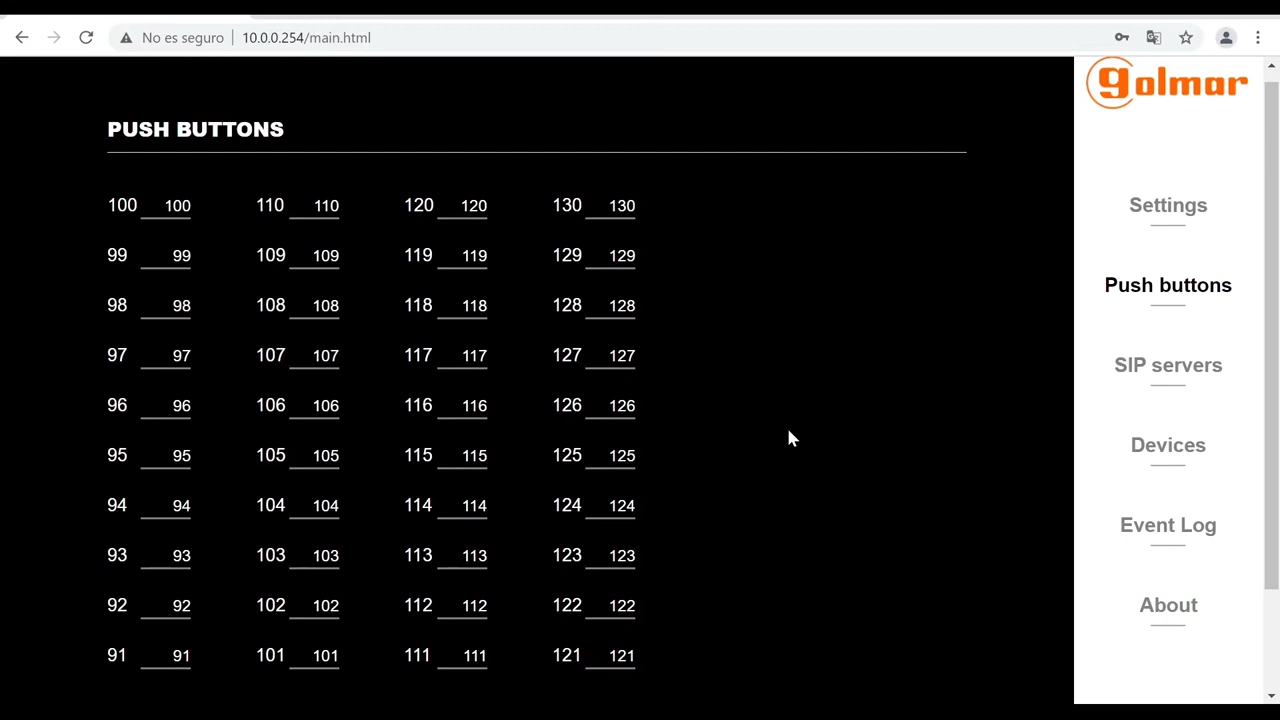 No es seguro 10.0.0.254/main.html
golmar
PUSH BUTTONS
100 100 110 110 120 120 130 130
99 99 109 109 119 119 129 129
98 98 108 108 118 118 128 128
97 97 107 107 117 117 127 127
96 96 106 106 116 116 126 126
95 95 105 105 115 115 125 125
94 94 104 104 114 114 124 124
93 93 103 103 113 113 123 123
92 92 102 102 112 112 122 122
91 91 101 101 111 111 121 121
Settings
Push buttons
SIP servers
Devices
Event Log
About